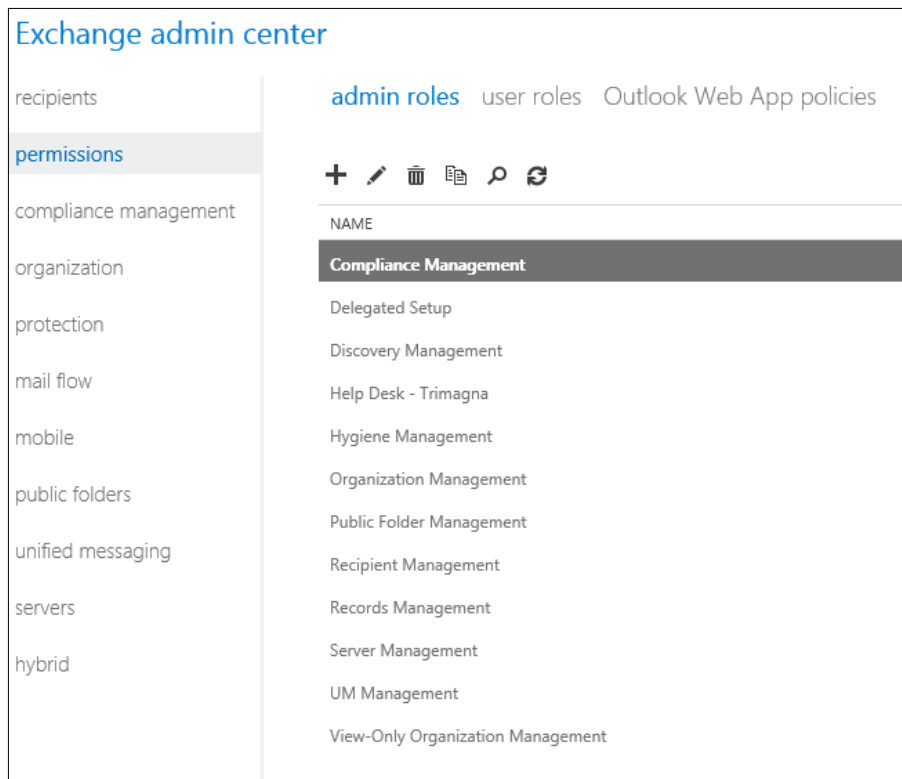 Exchange admin center
recipients
permissions
compliance management
organization
protection
mail flow
mobile
public folders
unified messaging
servers
hybrid
admin roles user roles Outlook Web App policies
NAME
Compliance Management
Delegated Setup
Discovery Management
Help Desk - Trimagna
Hygiene Management
Organization Management
Public Folder Management
Recipient Management
Records Management
Server Management
UM Management
View-Only Organization Management